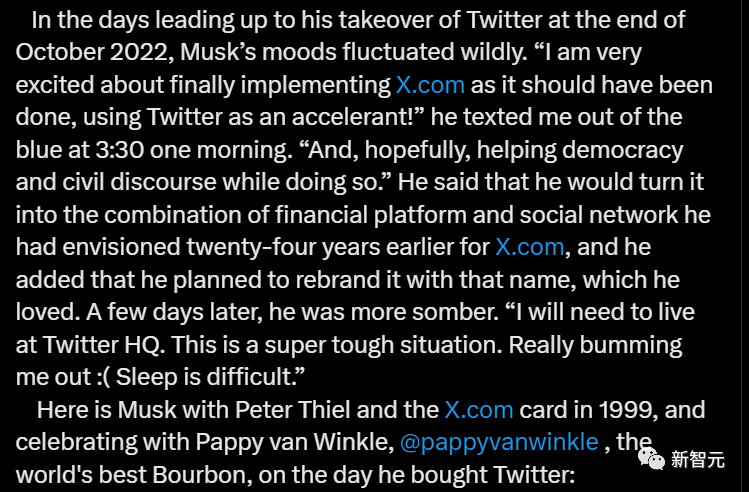 In the days leading up to his takeover of Twitter at the end of
October 2022, Musk’s moods fluctuated wildly. “I am very
excited about finally implementing X.com as it should have been
done, using Twitter as an accelerant!” he texted me out of the
blue at 3:30 one morning. “And, hopefully, helping democracy
and civil discourse while doing so.” He said that he would turn it
into the combination of financial platform and social network he
had envisioned twenty-four years earlier for X.com, and he
added that he planned to rebrand it with that name, which he
loved. A few days later, he was more somber. “I will need to live
at Twitter HQ. This is a super tough situation. Really bumming
me out :( Sleep is difficult.”
Here is Musk with Peter Thiel and the X.com card in 1999, and
celebrating with Pappy van Winkle, @pappyvanwinkle , the
world's best Bourbon, on the day he bought Twitter:
新智元